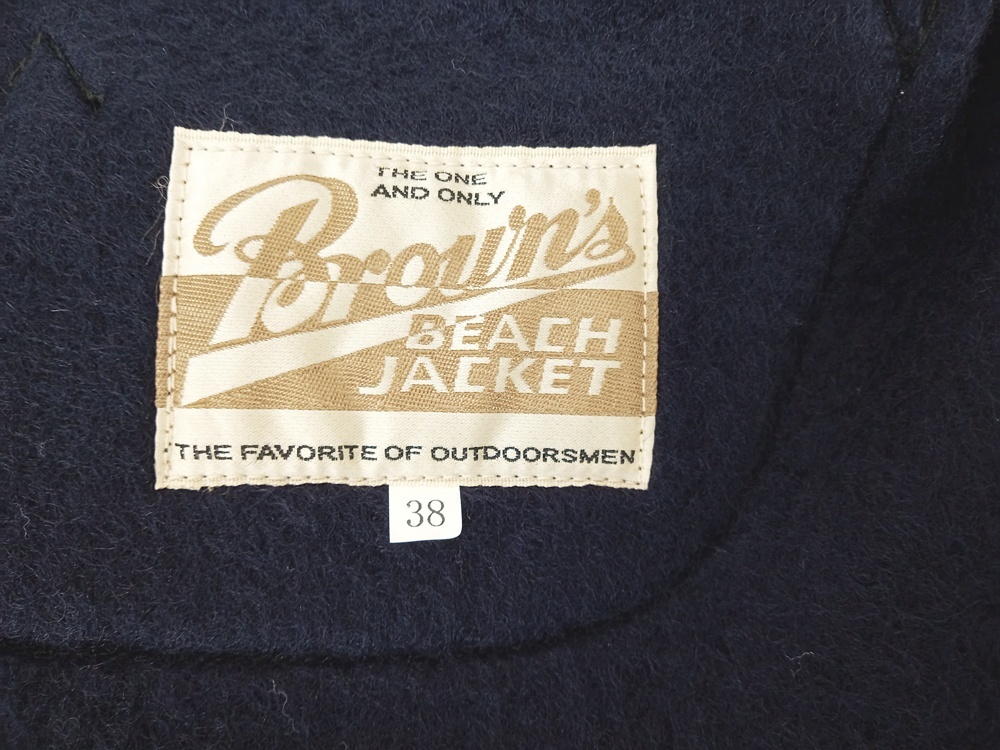 THE ONE
AND ONLY
Brown's
BEACH
JACKET
THE FAVORITE OF OUTDOORSMEN
38